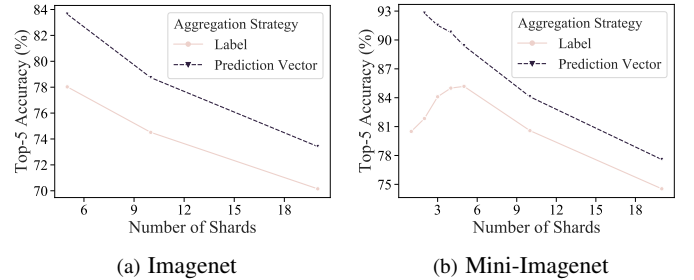 Top-5 Accuracy (%)
84
82
80
78
76
74
72
70
Aggregation Strategy
Label
Prediction Vector
6
9
12
15
18
Number of Shards
(a) Imagenet
Top-5 Accuracy (%)
93
90
87
84
81
78
75
Aggregation Strategy
Label
Prediction Vector
3
6
9
12
15
18
Number of Shards
(b) Mini-Imagenet